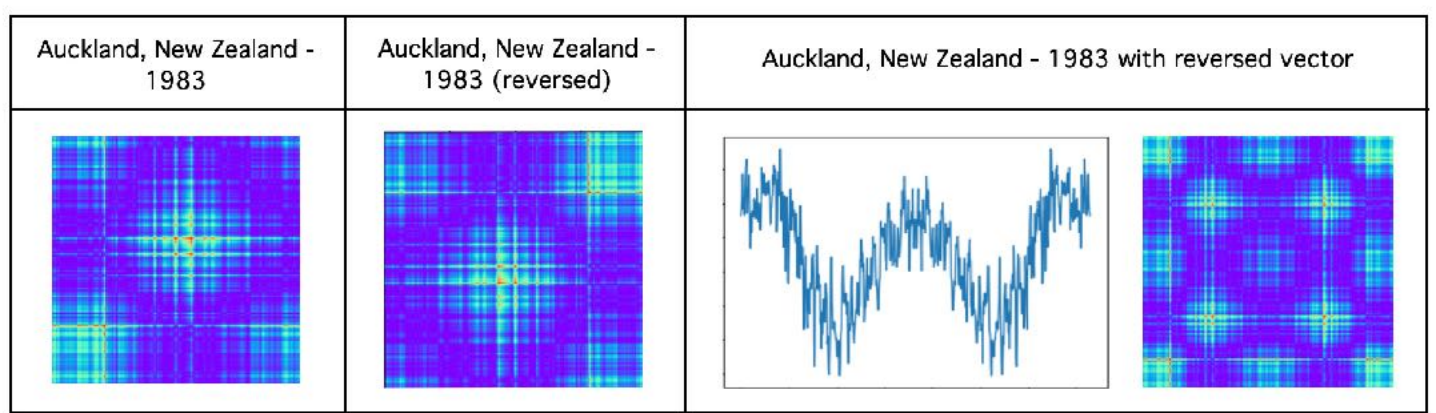 Auckland, New Zealand -
1983
Auckland, New Zealand -
1983 (reversed)
Auckland, New Zealand - 1983 with reversed vector